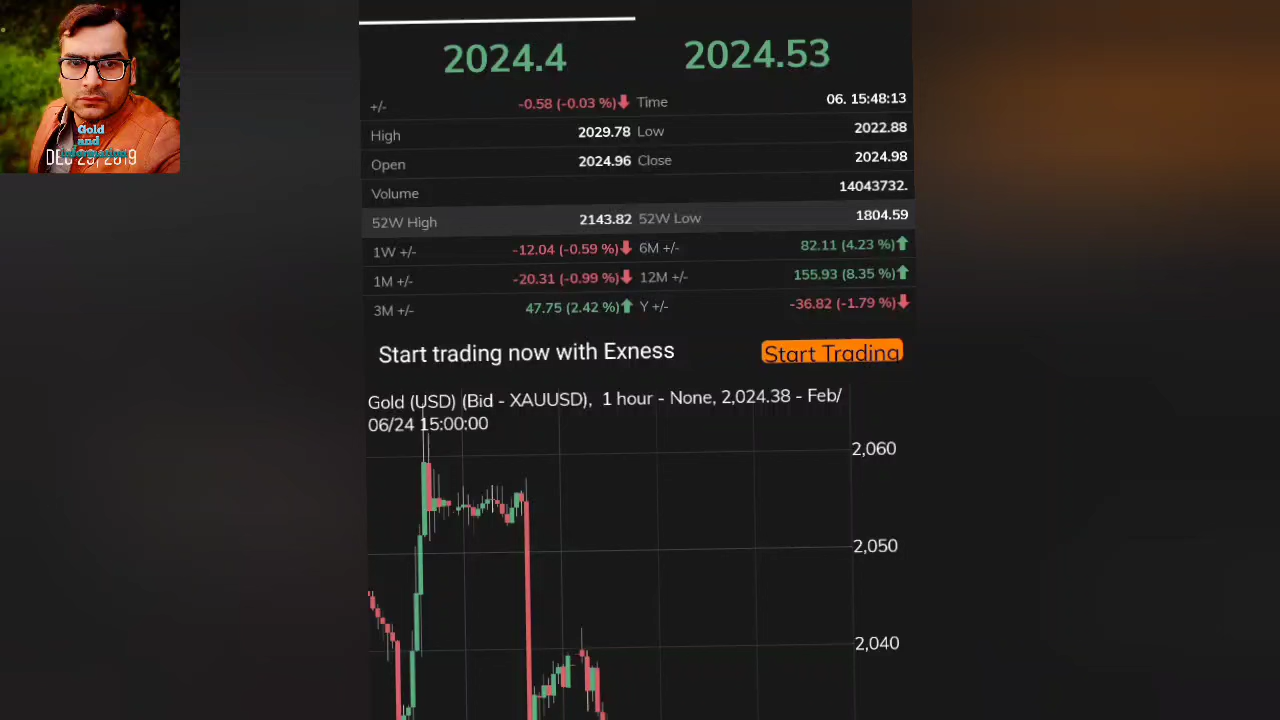 Gold
and
information
DEC 25, 2019
2024.4 2024.53
+/- -0.58 (-0.03 %) Time 06. 15:48:13
High 2029.78 Low 2022.88
Open 2024.96 Close 2024.98
Volume 14043732.
52W High 2143.82 52W Low 1804.59
1W +/- -12.04 (-0.59 %) 6M +/- 82.11 (4.23 %)
1M +/- -20.31 (-0.99 %) 12M +/- 155.93 (8.35 %)
3M +/- 47.75 (2.42 %) Y +/- -36.82 (-1.79 %)
Start trading now with Exness Start Trading
Gold (USD) (Bid - XAUUSD), 1 hour - None, 2,024.38 - Feb/
06/24 15:00:00
2,060
2,050
2,040